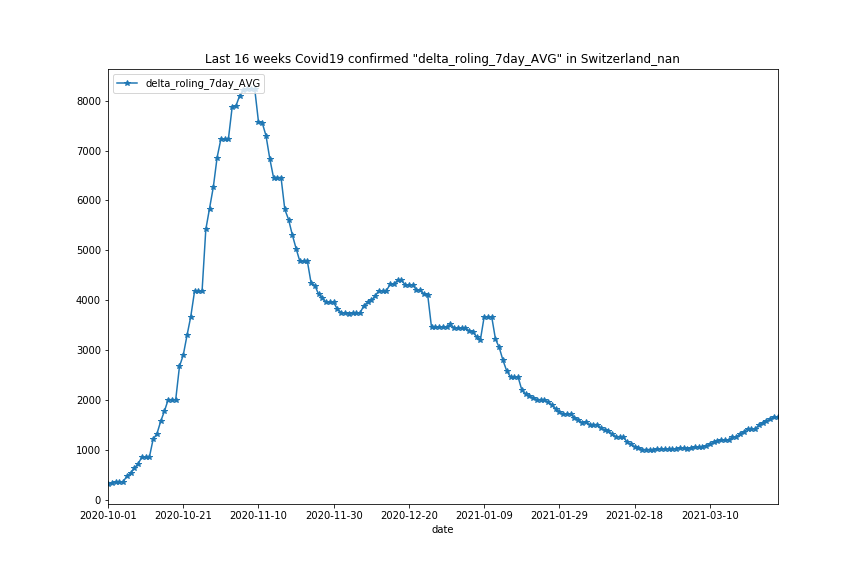 Last 16 weeks Covid19 confirmed "delta_roling_7day_AVG" in Switzerland_nan
delta_roling_7day_AVG
8000
7000
6000
5000
4000
3000
2000
1000
0
2020-10-01 2020-10-21 2020-11-10 2020-11-30 2020-12-20 2021-01-09 2021-01-29 2021-02-18 2021-03-10
date